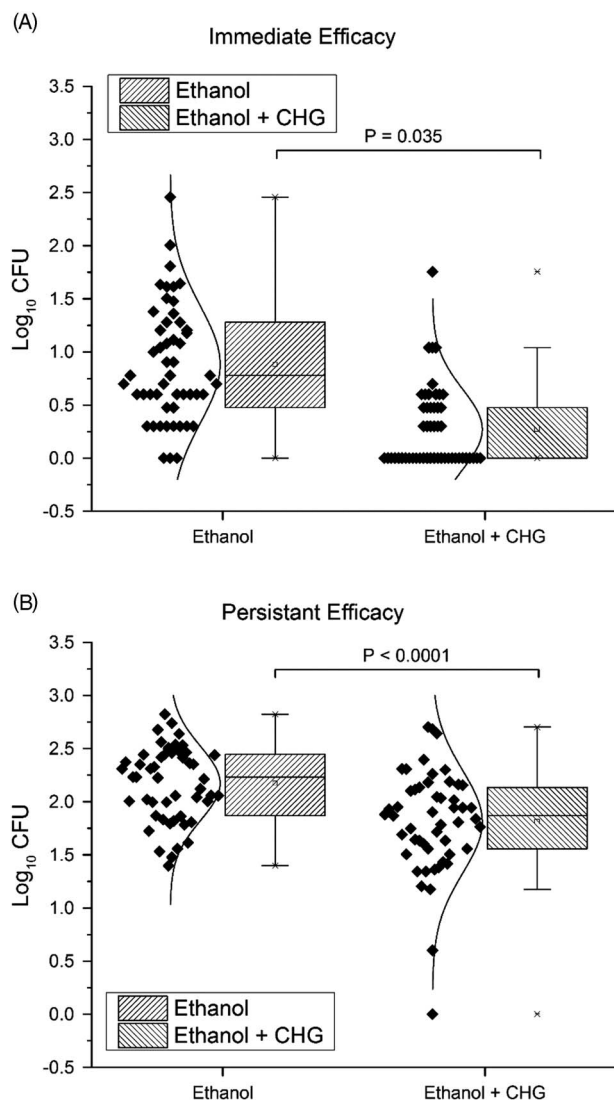 (A)
Immediate Efficacy
3.5
3.0
2.5
2.0
1.5
1.0
0.5
0.0
-0.5
Log10 CFU
Ethanol
Ethanol + CHG
P = 0.035
Ethanol
Ethanol + CHG
(B)
Persistant Efficacy
3.5
3.0
2.5
2.0
1.5
1.0
0.5
0.0
-0.5
Log10 CFU
P < 0.0001
Ethanol
Ethanol + CHG
Ethanol
Ethanol + CHG